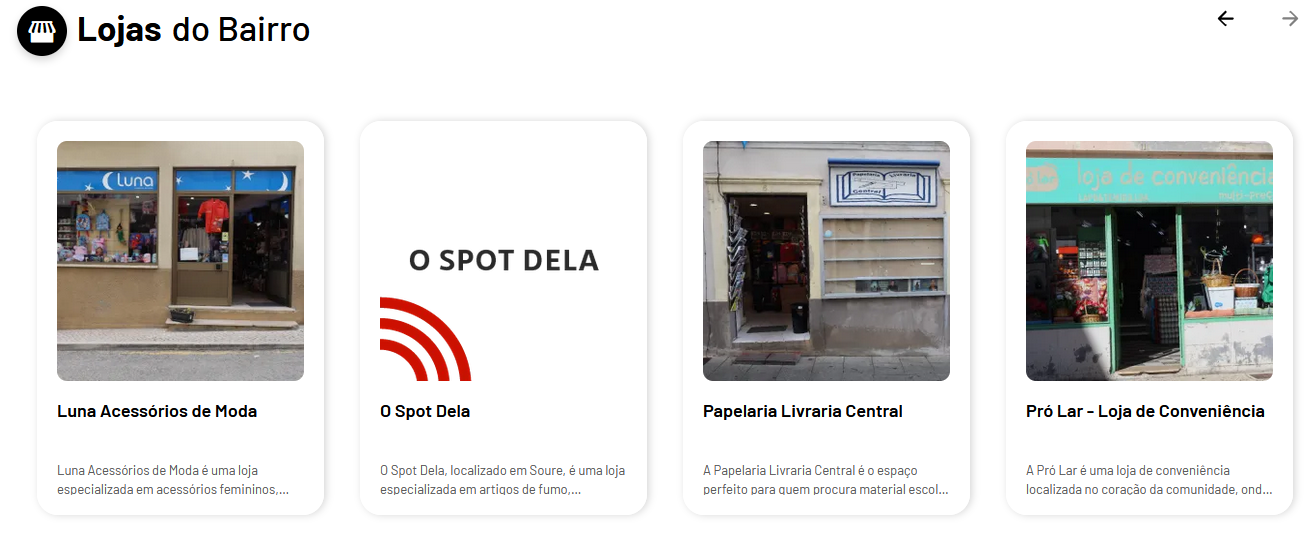 Lojas do Bairro
Luna
O SPOT DELA
Papelaria Livraria
Central
loja de conveniência
Luna Acessórios de Moda
O Spot Dela
Papelaria Livraria Central
Pró Lar - Loja de Conveniência
Luna Acessórios de Moda é uma loja
especializada em acessórios femininos,...
O Spot Dela, localizado em Soure, é uma loja
especializada em artigos de fumo,...
A Papelaria Livraria Central é o espaço
perfeito para quem procura material escol...
A Pró Lar é uma loja de conveniência
localizada no coração da comunidade, ond...